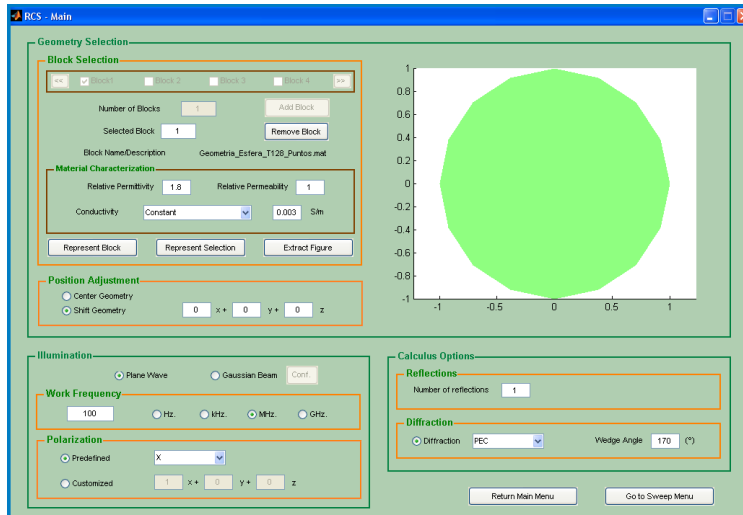 RCS - Main
Geometry Selection
Block Selection
<< Block1 Block 2 Block 3 Block 4 >>
Number of Blocks 1 Add Block
Selected Block 1 Remove Block
Block Name/Description Geometria_Esfera_T128_Puntos.mat
Material Characterization
Relative Permittivity 1.8 Relative Permeability 1
Conductivity Constant 0.003 S/m
Represent Block Represent Selection Extract Figure
Position Adjustment
Center Geometry
Shift Geometry 0 x + 0 y + 0 z
1
0.8
0.6
0.4
0.2
0
-0.2
-0.4
-0.6
-0.8
-1
-1 -0.5 0 0.5 1
Illumination
Plane Wave Gaussian Beam Conf.
Work Frequency
100 Hz. kHz. MHz. GHz.
Polarization
Predefined X
Customized 1 x + 0 y + 0 z
Calculus Options
Reflections
Number of reflections 1
Diffraction
Diffraction PEC Wedge Angle 170 (º)
Return Main Menu Go to Sweep Menu